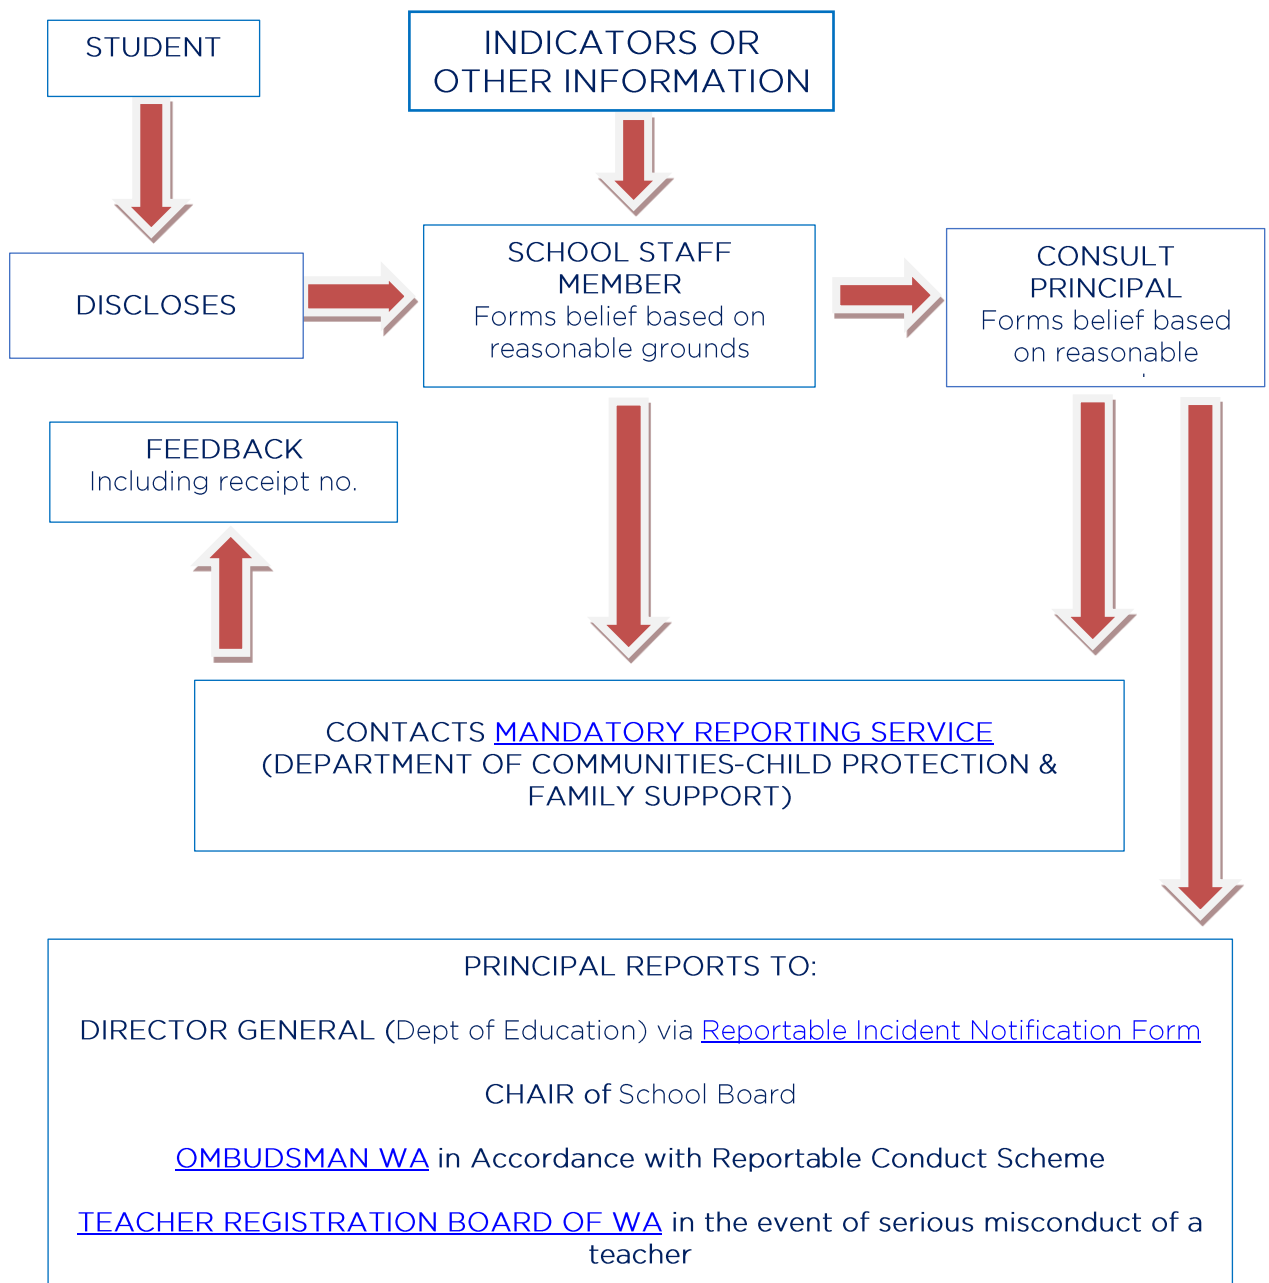 STUDENT
INDICATORS OR
OTHER INFORMATION
DISCLOSES
SCHOOL STAFF
MEMBER
Forms belief based on
reasonable grounds
CONSULT
PRINCIPAL
Forms belief based
on reasonable
FEEDBACK
Including receipt no.
CONTACTS MANDATORY REPORTING SERVICE
(DEPARTMENT OF COMMUNITIES-CHILD PROTECTION &
FAMILY SUPPORT)
PRINCIPAL REPORTS TO:
DIRECTOR GENERAL (Dept of Education) via Reportable Incident Notification Form
CHAIR of School Board
OMBUDSMAN WA in Accordance with Reportable Conduct Scheme
TEACHER REGISTRATION BOARD OF WA in the event of serious misconduct of a
teacher